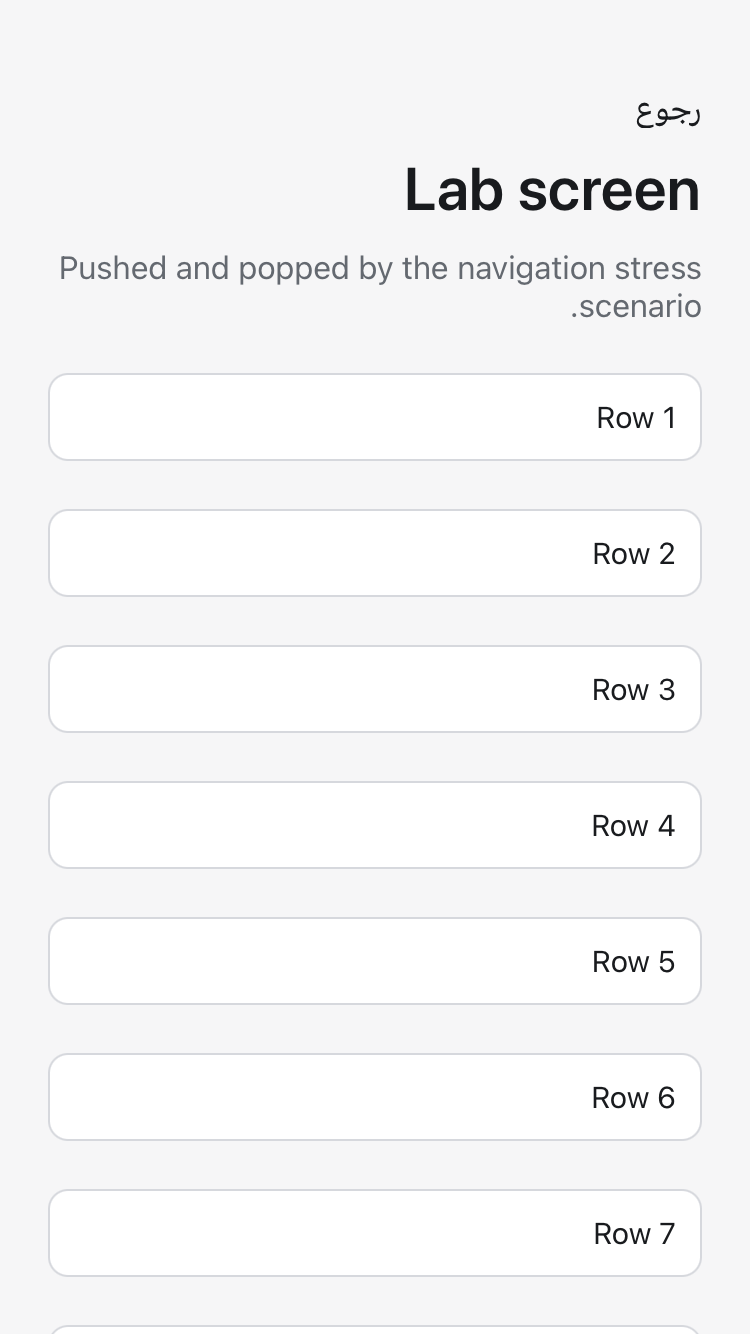 رجوع
Lab screen
Pushed and popped by the navigation stress
scenario.
Row 1
Row 2
Row 3
Row 4
Row 5
Row 6
Row 7